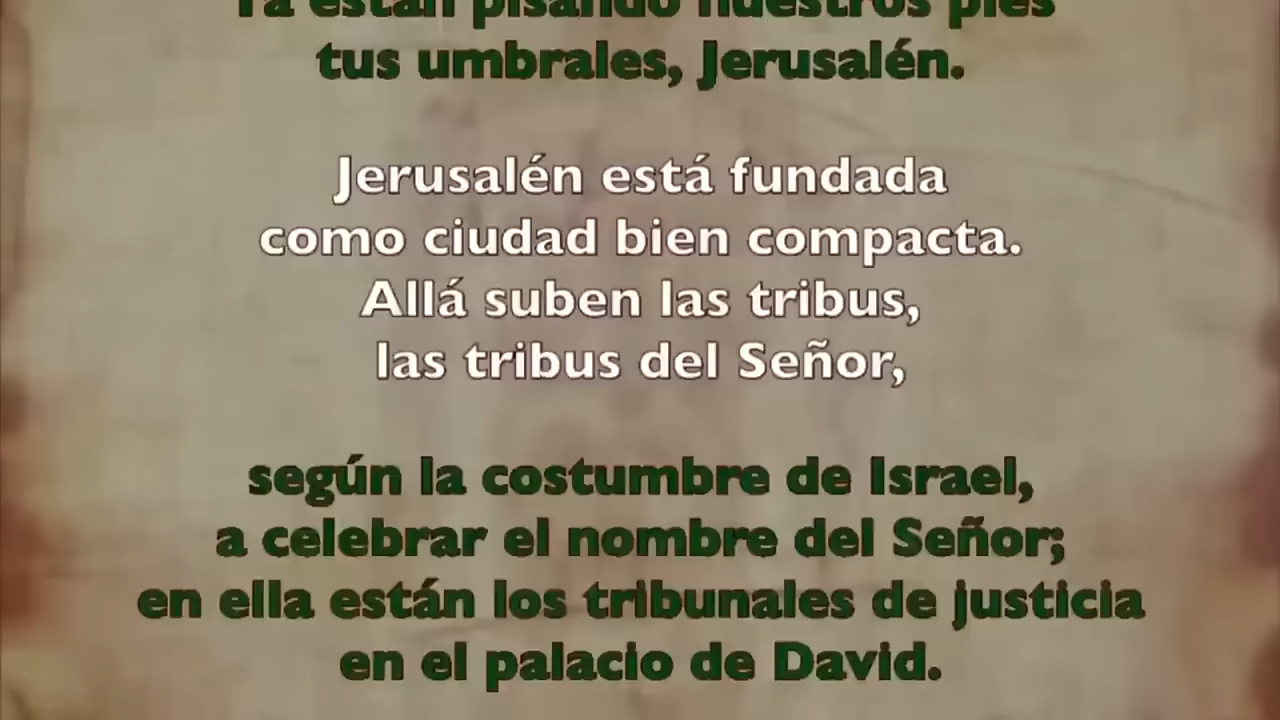 Ya están pisando nuestros pies
tus umbrales, Jerusalén.
Jerusalén está fundada
como ciudad bien compacta.
Allá suben las tribus,
las tribus del Señor,
según la costumbre de Israel,
a celebrar el nombre del Señor;
en ella están los tribunales de justicia
en el palacio de David.